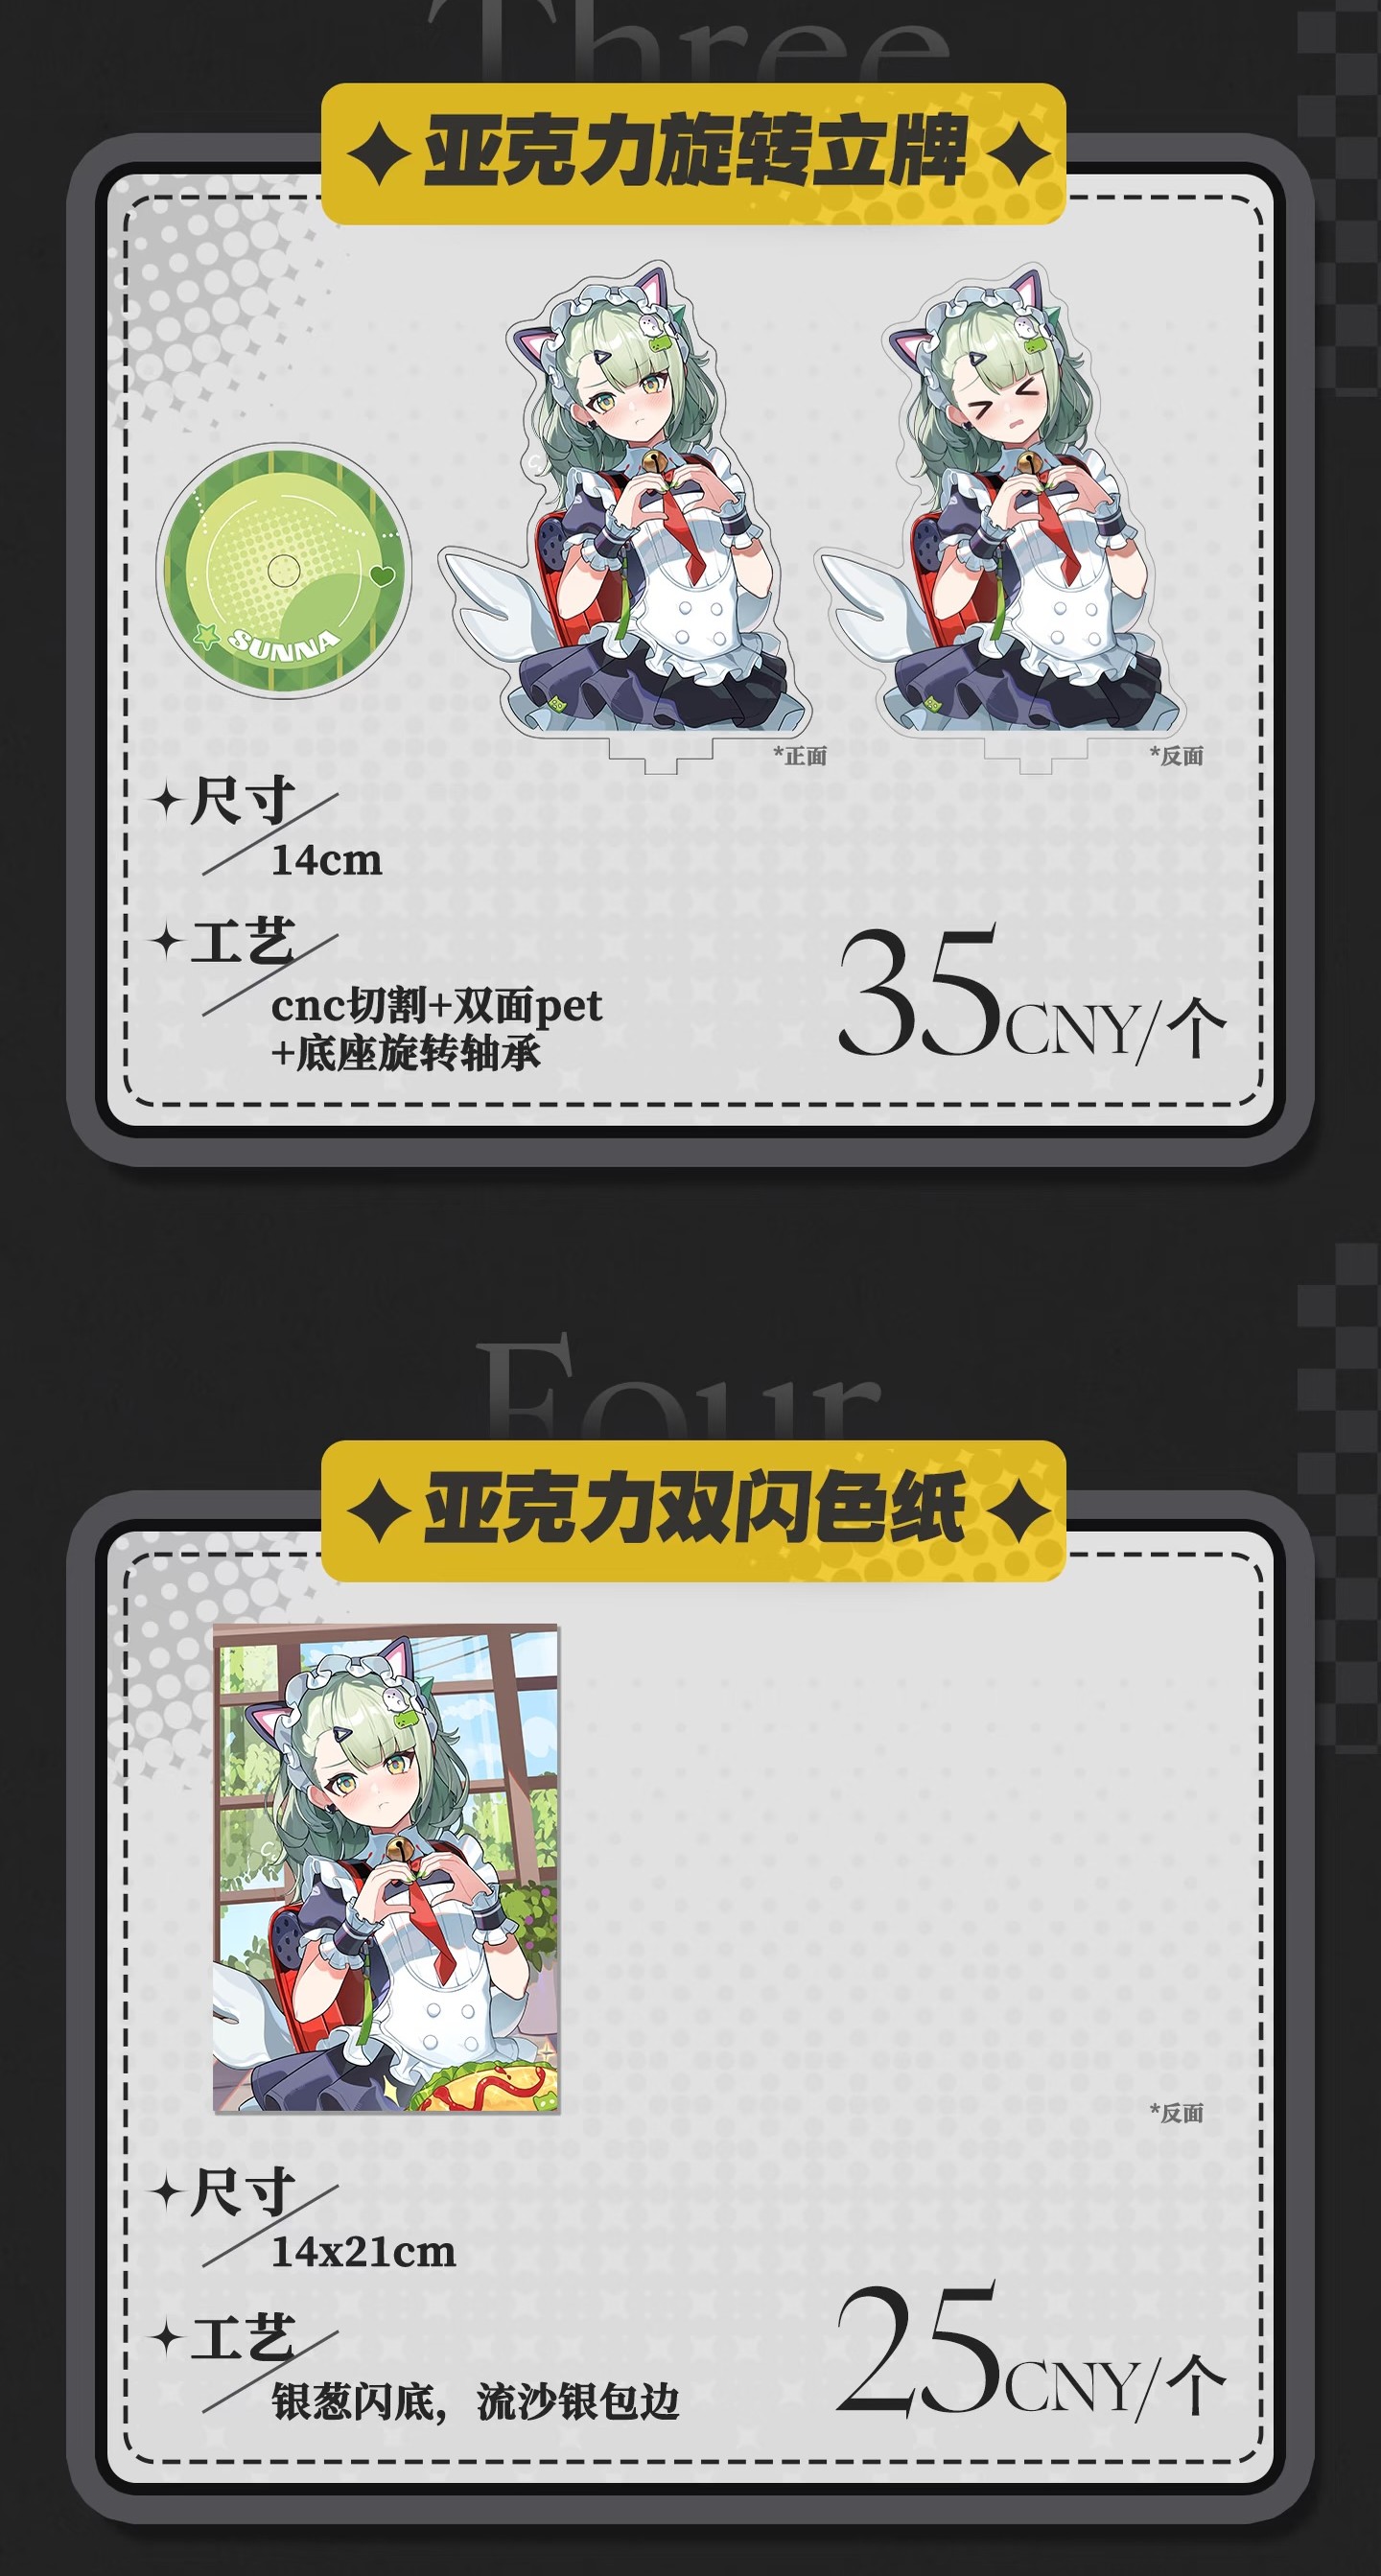 Three
亚克力旋转立牌
SUNNA
*正面
*反面
尺寸
14cm
工艺
cnc切割+双面pet
+底座旋转轴承
35CNY/个
Four
亚克力双闪色纸
*反面
尺寸
14x21cm
工艺
银葱闪底，流沙银包边
25CNY/个